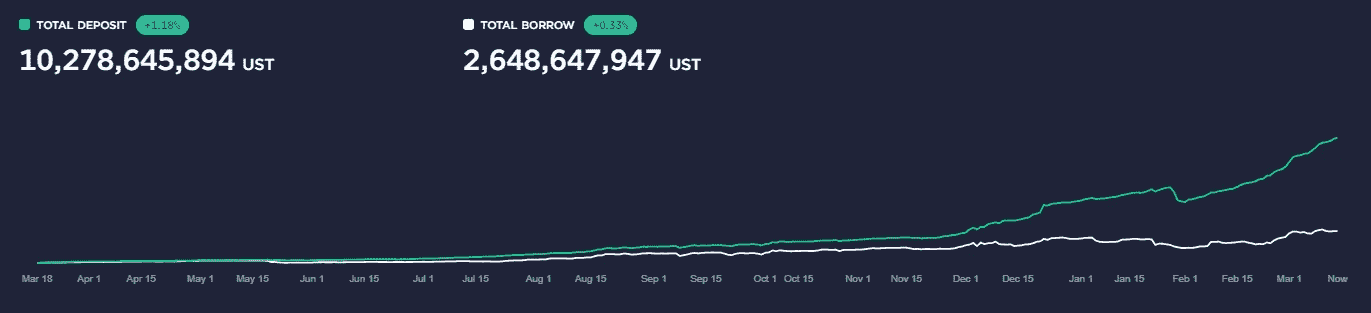 TOTAL DEPOSIT +1.18%
10,278,645,894 UST
TOTAL BORROW +0.33%
2,648,647,947 UST
Mar 18 Apr 1 Apr 15 May 1 May 15 Jun 1 Jun 15 Jul 1 Jul 15 Aug 1 Aug 15 Sep 1 Sep 15 Oct 1 Oct 15 Nov 1 Nov 15 Dec 1 Dec 15 Jan 1 Jan 15 Feb 1 Feb 15 Mar 1 Now